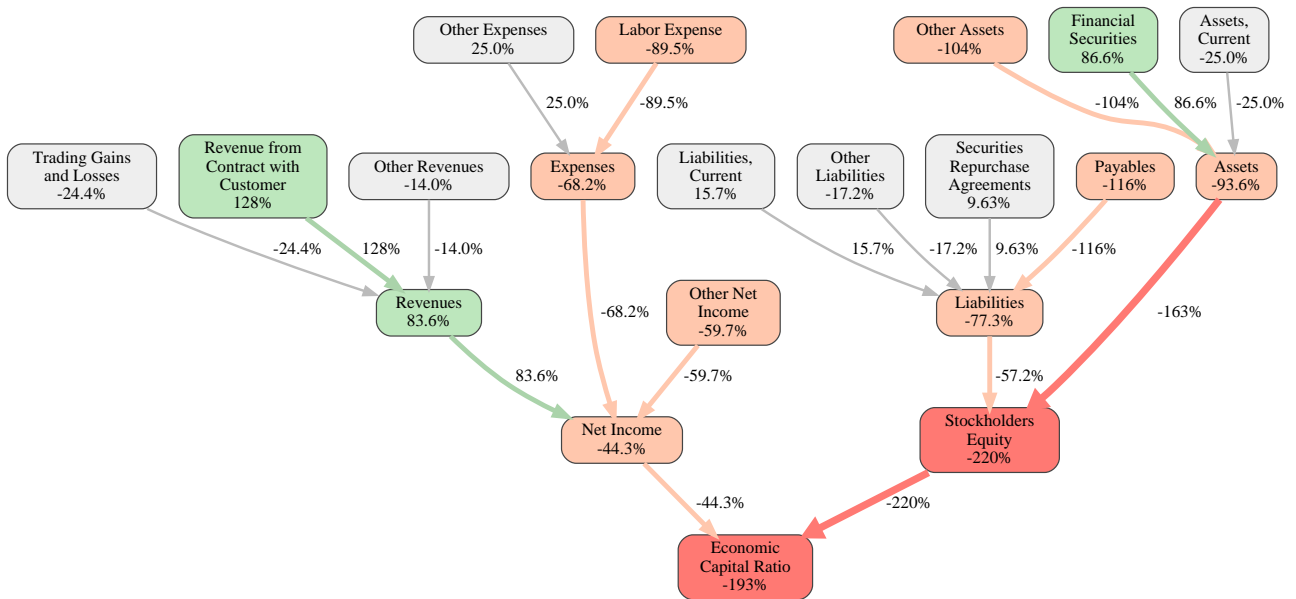 Other Expenses
25.0%
Labor Expense
-89.5%
Other Assets
-104%
Financial
Securities
86.6%
Assets,
Current
-25.0%
25.0%
-89.5%
-104%
86.6%
-25.0%
Trading Gains
and Losses
-24.4%
Revenue from
Contract with
Customer
128%
Other Revenues
-14.0%
Expenses
-68.2%
Liabilities,
Current
15.7%
Other
Liabilities
-17.2%
Securities
Repurchase
Agreements
9.63%
Payables
-116%
Assets
-93.6%
-24.4%
128%
-14.0%
15.7%
-17.2%
9.63%
-116%
Revenues
83.6%
-68.2%
Other Net
Income
-59.7%
Liabilities
-77.3%
-163%
83.6%
-59.7%
-57.2%
Net Income
-44.3%
Stockholders
Equity
-220%
-44.3%
-220%
Economic
Capital Ratio
-193%